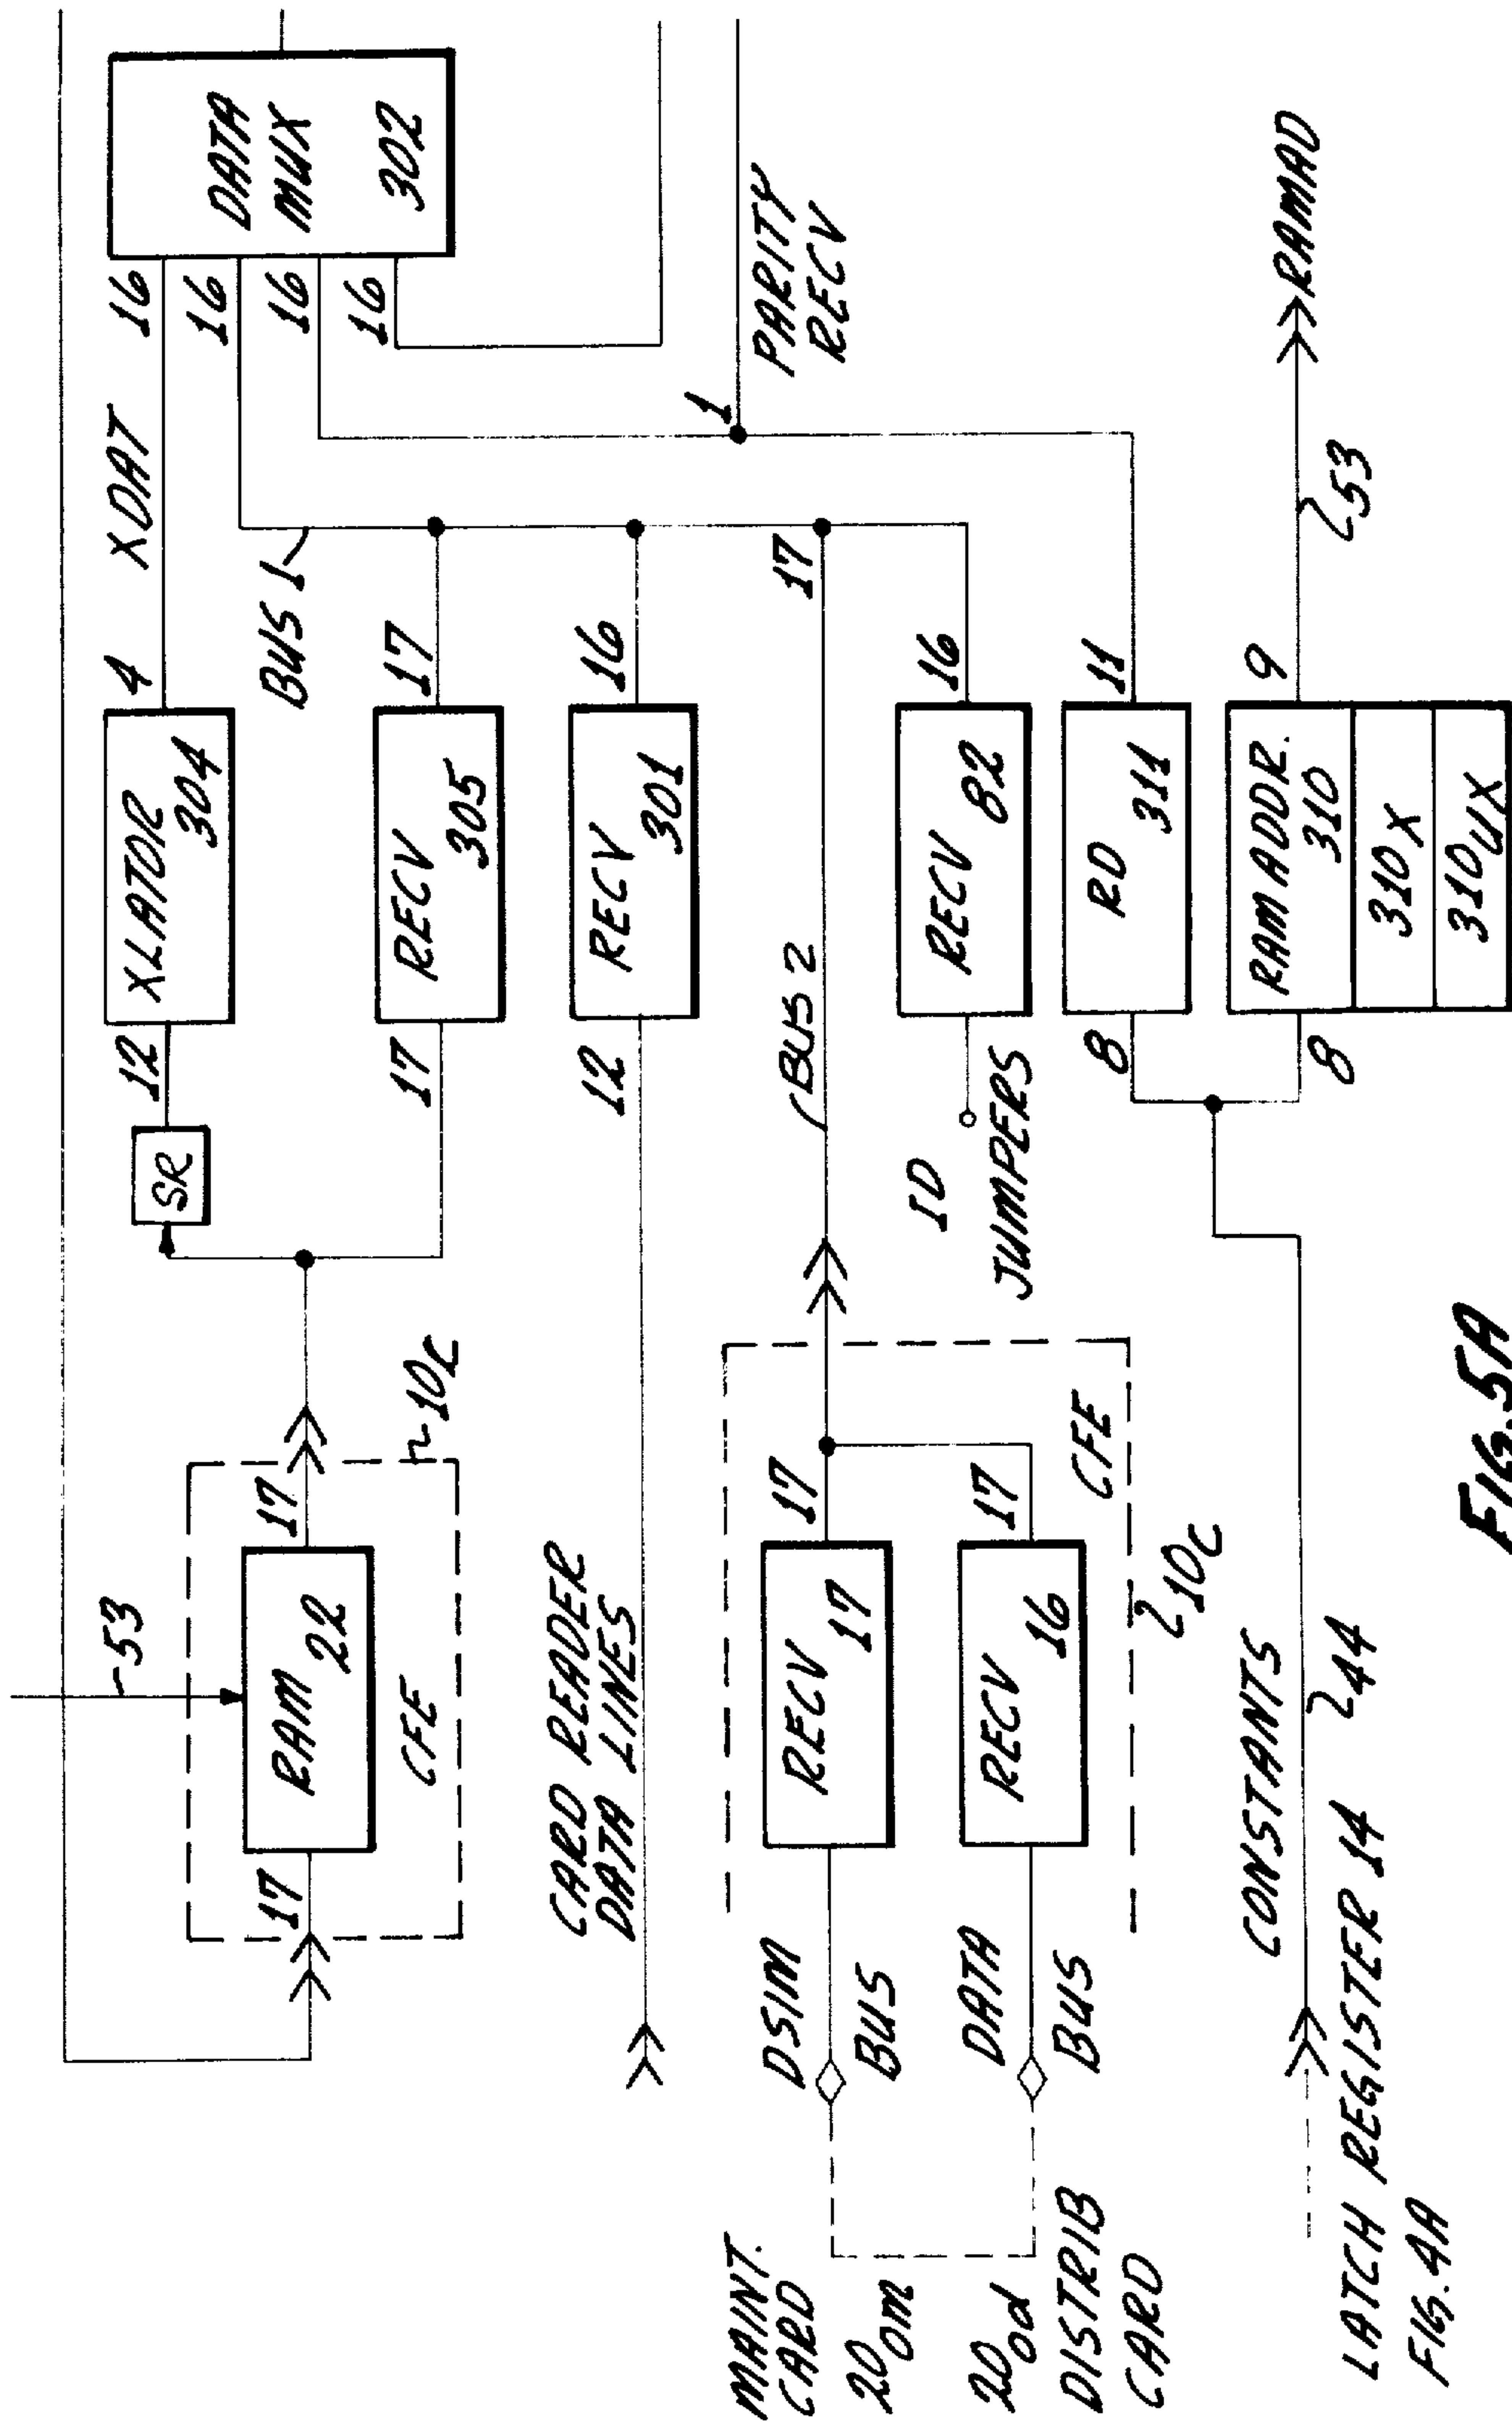 53
17
RAM
22
17
CFE
10c
SR
12
XLATOR
304
4
XDAT
16
DATA
MUX
302
16
16
16
BUS 1
17
RECV
305
17
CARD READER
DATA LINES
12
RECV
301
16
1
PARITY
RECV
MAINT.
CARD
20om
20od
DISTRIB
CARD
DSIM
BUS
DATA
BUS
RECV
17
17
RECV
16
17
CFE
10c
BUS 2
17
ID
JUMPERS
RECV
82
16
8
RD
311
11
CONSTANTS
44
LATCH REGISTER 14
FIG. 4A
8
RAM ADDR.
310
310X
310UX
9
53
RAMAD
FIG. 5A